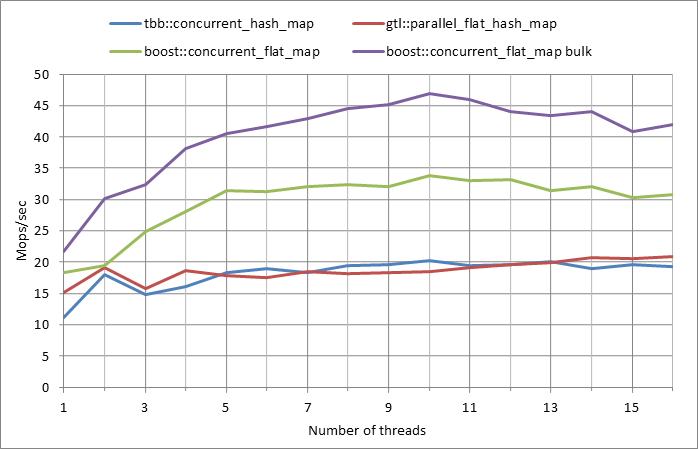 tbb::concurrent_hash_map gtl::parallel_flat_hash_map
boost::concurrent_flat_map boost::concurrent_flat_map bulk
50
45
40
35
30
25
20
15
10
5
0
Mops/sec
1 3 5 7 9 11 13 15
Number of threads